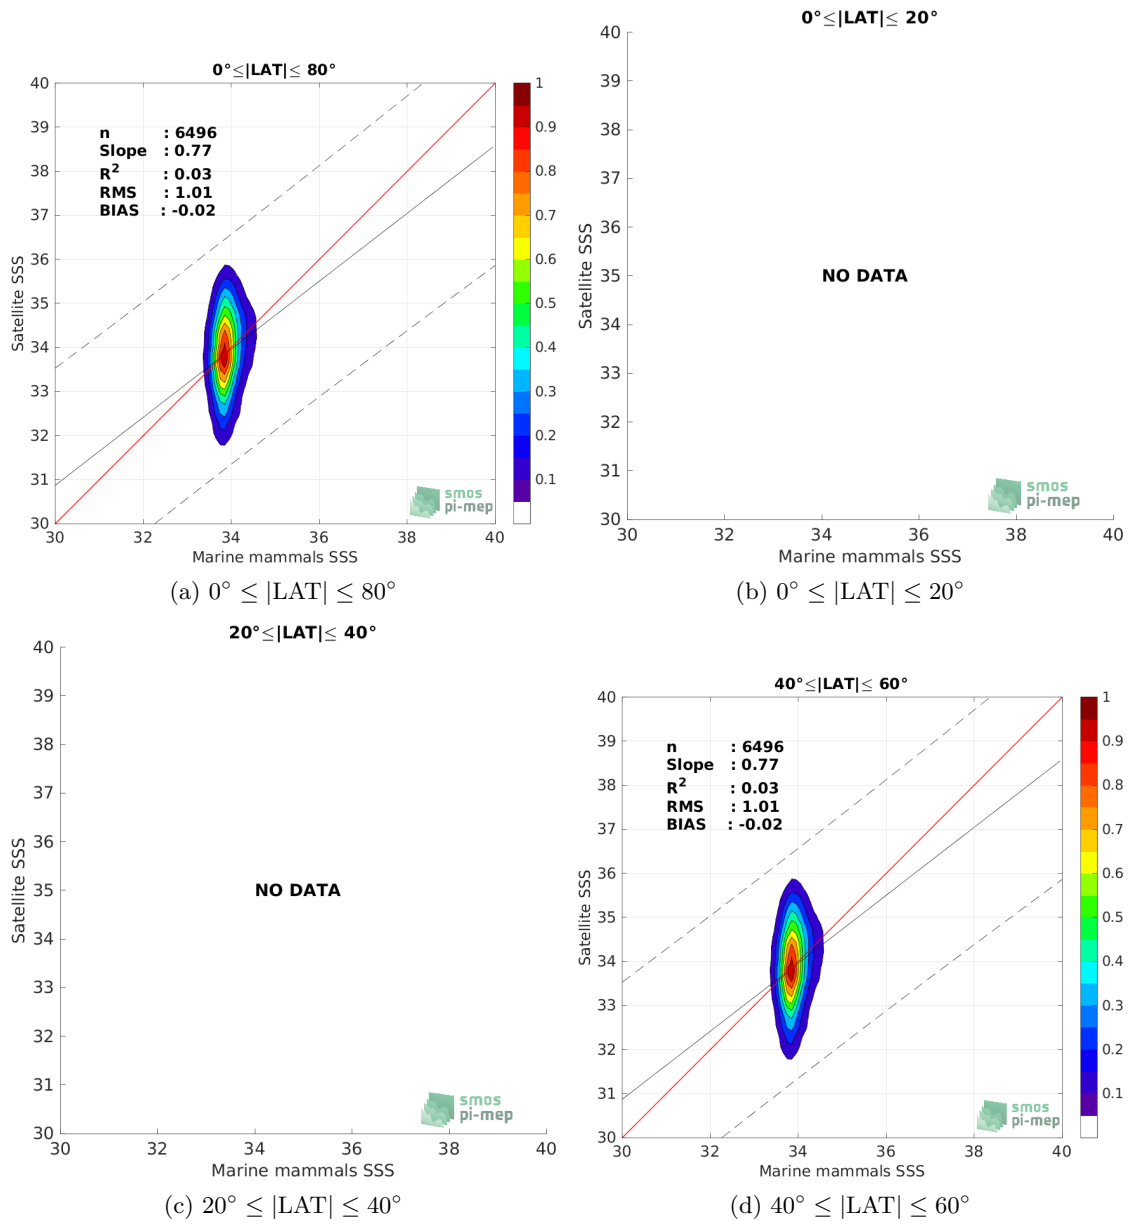 0°≤|LAT|≤ 80°
40
39
38
37
36
35
34
33
32
31
30
Satellite SSS
n : 6496
Slope : 0.77
R² : 0.03
RMS : 1.01
BIAS : -0.02
smos
pi-mep
30 32 34 36 38 40
Marine mammals SSS
1
0.9
0.8
0.7
0.6
0.5
0.4
0.3
0.2
0.1
(a) 0° ≤ |LAT| ≤ 80°
0°≤|LAT|≤ 20°
40
39
38
37
36
35
34
33
32
31
30
Satellite SSS
NO DATA
smos
pi-mep
30 32 34 36 38 40
Marine mammals SSS
(b) 0° ≤ |LAT| ≤ 20°
20°≤|LAT|≤ 40°
40
39
38
37
36
35
34
33
32
31
30
Satellite SSS
NO DATA
smos
pi-mep
30 32 34 36 38 40
Marine mammals SSS
(c) 20° ≤ |LAT| ≤ 40°
40°≤|LAT|≤ 60°
40
39
38
37
36
35
34
33
32
31
30
Satellite SSS
n : 6496
Slope : 0.77
R² : 0.03
RMS : 1.01
BIAS : -0.02
smos
pi-mep
30 32 34 36 38 40
Marine mammals SSS
1
0.9
0.8
0.7
0.6
0.5
0.4
0.3
0.2
0.1
(d) 40° ≤ |LAT| ≤ 60°